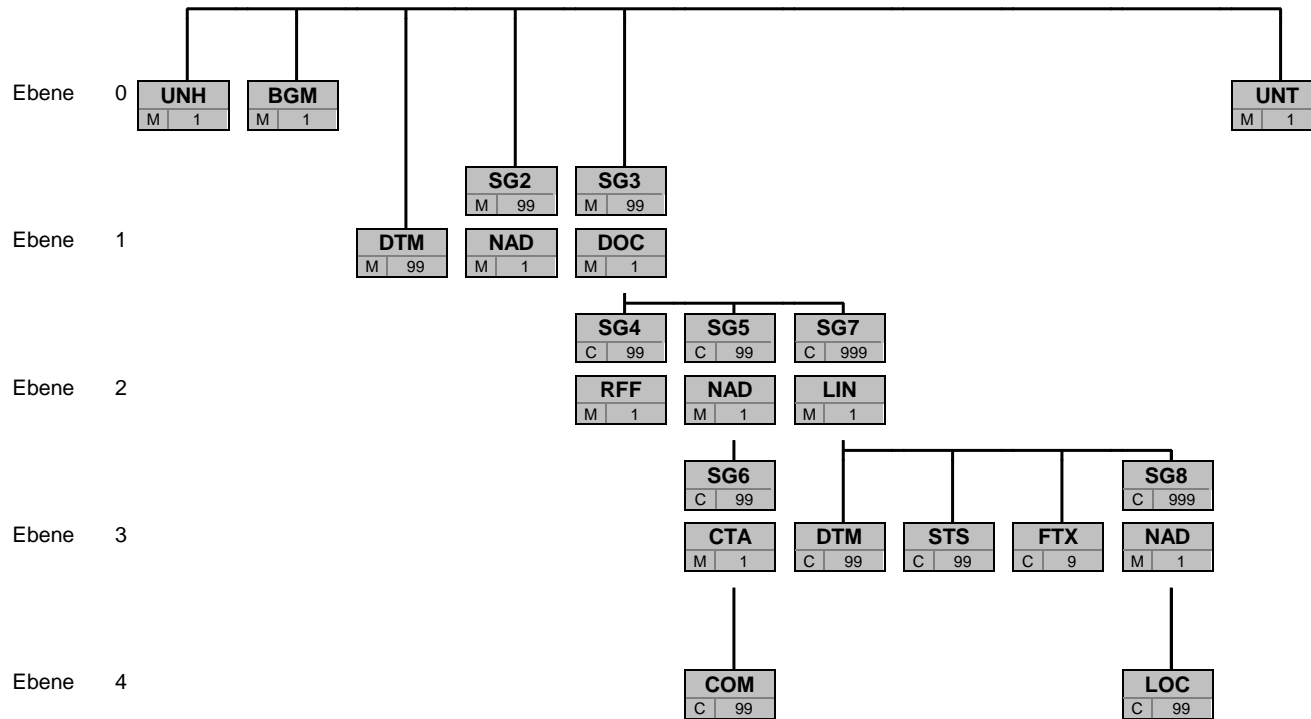 Ebene 0 UNH BGM UNT
M 1 M 1 M 1
SG2 SG3
M 99 M 99
Ebene 1 DTM NAD DOC
M 99 M 1 M 1
SG4 SG5 SG7
C 99 C 99 C 999
Ebene 2 RFF NAD LIN
M 1 M 1 M 1
SG6 SG8
C 99 C 999
Ebene 3 CTA DTM STS FTX NAD
M 1 C 99 C 99 C 9 M 1
Ebene 4 COM LOC
C 99 C 99